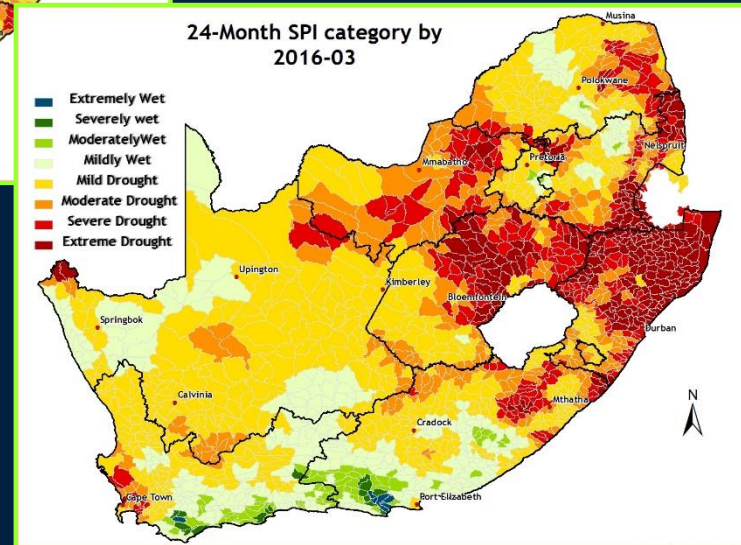 24-Month SPI category by
2016-03
Extremely Wet
Severely wet
ModeratelyWet
Mildly Wet
Mild Drought
Moderate Drought
Severe Drought
Extreme Drought
Musina
Polokwane
Nelspruit
Mmabatho
Pretoria
Upington
Kimberley
Bloemfontein
Springbok
Durban
Calvinia
Mthatha
Cradock
Cape Town
Port Elizabeth
N